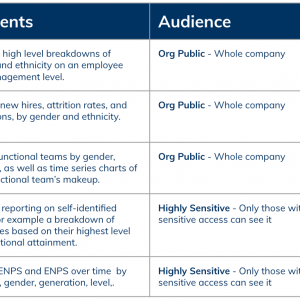 ents
Audience
high level breakdowns of
and ethnicity on an employee
nagement level.
Org Public - Whole company
new hires, attrition rates, and
ns, by gender and ethnicity.
Org Public - Whole company
unctional teams by gender,
, as well as time series charts of
ctional team's makeup.
Org Public - Whole company
reporting on self-identified
or example a breakdown of
es based on their highest level
tional attainment.
Highly Sensitive - Only those wit
sensitive access can see it
ENPS and ENPS over time by
, gender, generation, level,.
Highly Sensitive - Only those wit
sensitive access can see it